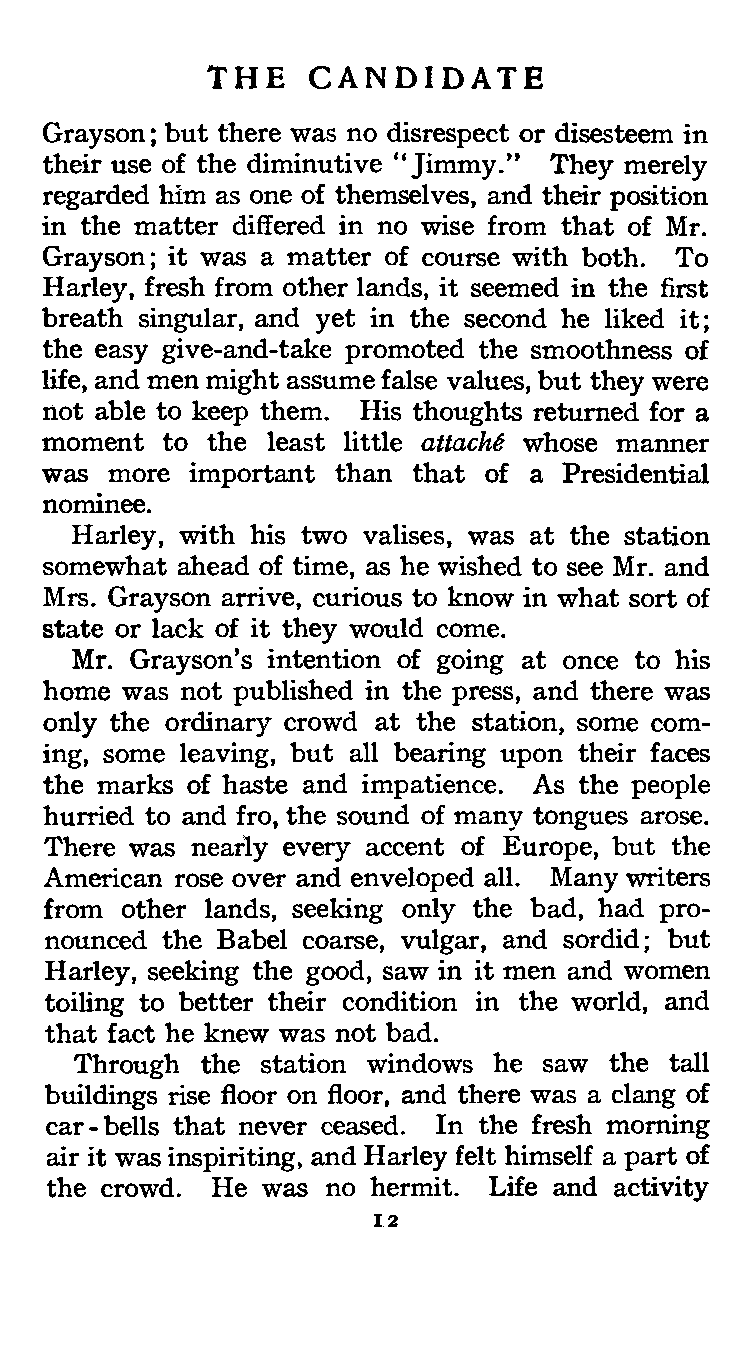 THE CANDIDATE
Grayson; but there was no disrespect or disesteem in
their use of the diminutive “Jimmy.” They merely
regarded him as one of themselves, and their position
in the matter differed in no wise from that of Mr.
Grayson; it was a matter of course with both. To
Harley, fresh from other lands, it seemed in the first
breath singular, and yet in the second he liked it;
the easy give-and-take promoted the smoothness of
life, and men might assume false values, but they were
not able to keep them. His thoughts returned for a
moment to the least little attaché whose manner
was more important than that of a Presidential
nominee.
Harley, with his two valises, was at the station
somewhat ahead of time, as he wished to see Mr. and
Mrs. Grayson arrive, curious to know in what sort of
state or lack of it they would come.
Mr. Grayson's intention of going at once to his
home was not published in the press, and there was
only the ordinary crowd at the station, some com-
ing, some leaving, but all bearing upon their faces
the marks of haste and impatience. As the people
hurried to and fro, the sound of many tongues arose.
There was nearly every accent of Europe, but the
American rose over and enveloped all. Many writers
from other lands, seeking only the bad, had pro-
nounced the Babel coarse, vulgar, and sordid; but
Harley, seeking the good, saw in it men and women
toiling to better their condition in the world, and
that fact he knew was not bad.
Through the station windows he saw the tall
buildings rise floor on floor, and there was a clang of
car-bells that never ceased. In the fresh morning
air it was inspiriting, and Harley felt himself a part of
the crowd. He was no hermit. Life and activity
12